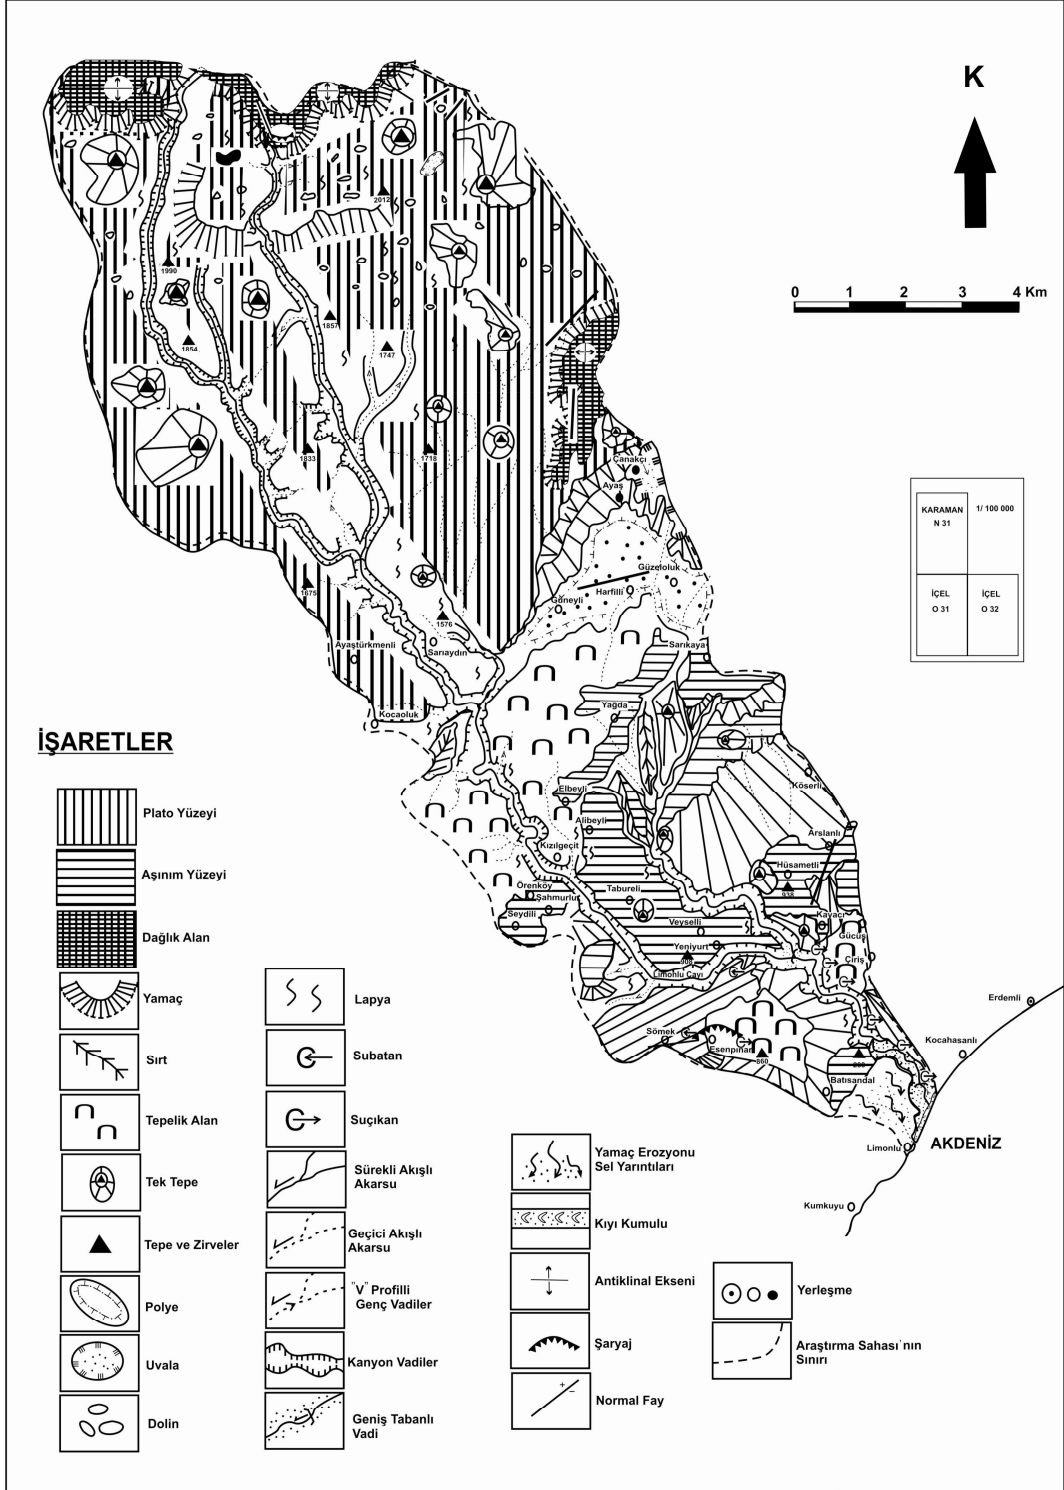 K
0 1 2 3 4 Km
2012
1990
1857
1854
1747
1833
1718
Çanakçı
Ayaş
KARAMAN
N 31
1/ 100 000
İÇEL
O 31
İÇEL
O 32
Güzeloluk
Harfilli
Güneyli
1675
1576
Ayaştürkmenli
Sarıaydın
Sarıkaya
Kocaoluk
Yağda
Köserli
Elbeyli
Alibeyli
Arslanlı
Kızılgeçit
Hüsametli
938
Örenköy
Şahmurlu
Tabureli
Seydili
Veyselli
Kayacı
Gücüş
Yeniyurt
908
Çiriş
Limonlu Çayı
Erdemli
Sömek
Esenpınar
860
Kocahasanlı
Batısandal
Limonlu
AKDENİZ
Kumkuyu
İŞARETLER
Plato Yüzeyi
Aşınım Yüzeyi
Dağlık Alan
Yamaç
Sırt
Tepelik Alan
Tek Tepe
Tepe ve Zirveler
Polye
Uvala
Dolin
Lapya
Subatan
Suçıkan
Sürekli Akışlı
Akarsu
Geçici Akışlı
Akarsu
"V" Profilli
Genç Vadiler
Kanyon Vadiler
Geniş Tabanlı
Vadi
Yamaç Erozyonu
Sel Yarıntıları
Kıyı Kumulu
Antiklinal Ekseni
Şaryaj
Normal Fay
Yerleşme
Araştırma Sahası'nın
Sınırı